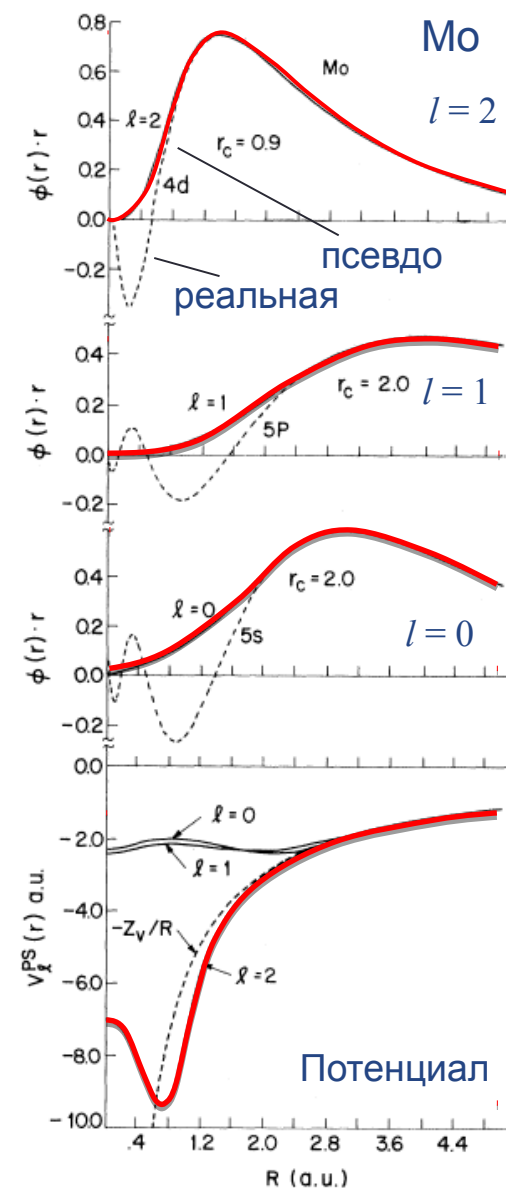 Mo
0.8
0.6
0.4
0.2
0.0
−0.2
ϕ(r)·r
Mo
l = 2
ℓ=2
r_c = 0.9
4d
псевдо
реальная
0.4
0.2
0.0
−0.2
ϕ(r)·r
ℓ=1
r_c = 2.0
l = 1
5P
0.4
0.2
0.0
−0.2
ϕ(r)·r
ℓ=0
r_c = 2.0
5s
l = 0
0.0
−2.0
−4.0
−6.0
−8.0
−10.0
V_ℓ^PS(r) a.u.
ℓ=0
ℓ=1
−Z_v/R
ℓ=2
Потенциал
.4 1.2 2.0 2.8 3.6 4.4
R (a.u.)